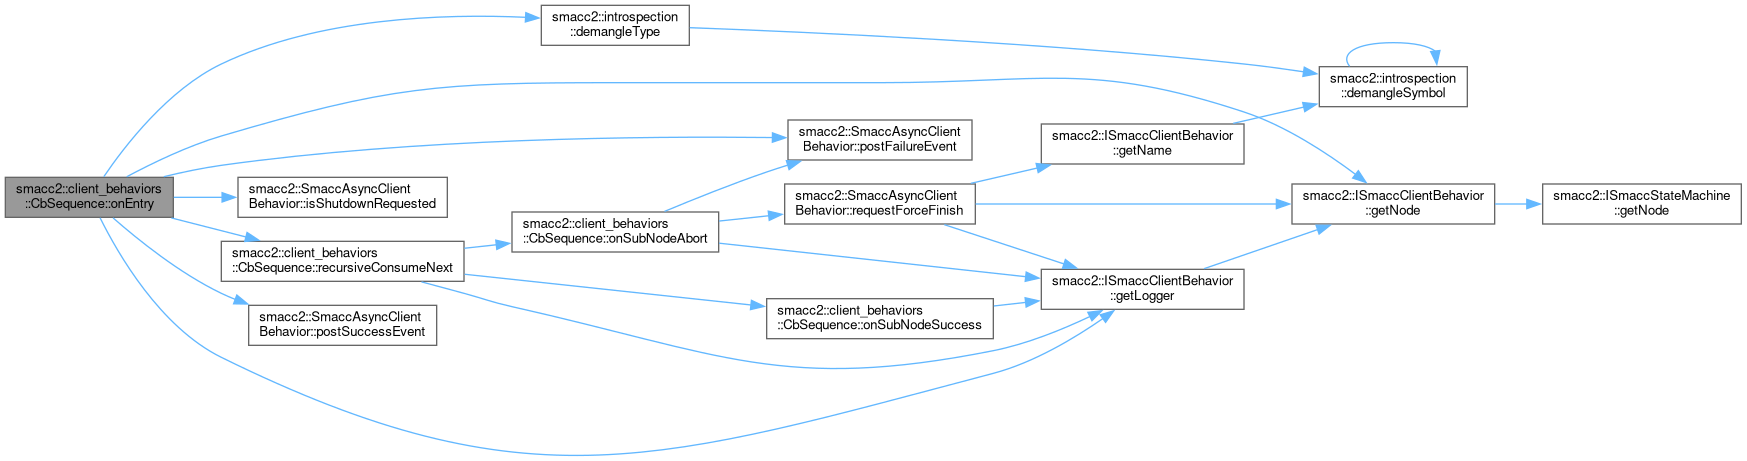 smacc2::introspection
::demangleType
smacc2::introspection
::demangleSymbol
smacc2::SmaccAsyncClient
Behavior::postFailureEvent
smacc2::ISmaccClientBehavior
::getName
smacc2::client_behaviors
::CbSequence::onEntry
smacc2::SmaccAsyncClient
Behavior::isShutdownRequested
smacc2::SmaccAsyncClient
Behavior::requestForceFinish
smacc2::ISmaccClientBehavior
::getNode
smacc2::ISmaccStateMachine
::getNode
smacc2::client_behaviors
::CbSequence::onSubNodeAbort
smacc2::client_behaviors
::CbSequence::recursiveConsumeNext
smacc2::ISmaccClientBehavior
::getLogger
smacc2::SmaccAsyncClient
Behavior::postSuccessEvent
smacc2::client_behaviors
::CbSequence::onSubNodeSuccess